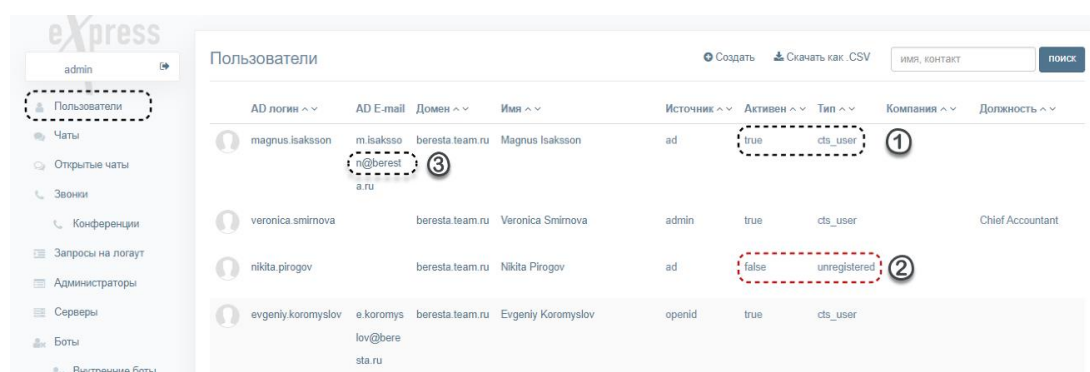 eXpress
admin
Пользователи
Чаты
Открытые чаты
Звонки
Конференции
Запросы на логаут
Администраторы
Серверы
Боты
Внутренние боты
Пользователи Создать Скачать как .CSV имя, контакт поиск
AD логин AD E-mail Домен Имя Источник Активен Тип Компания Должность
magnus.isaksson m.isaksso beresta.team.ru Magnus Isaksson ad true cts_user 1
n@berest 3
a.ru
veronica.smirnova beresta.team.ru Veronica Smirnova admin true cts_user Chief Accountant
nikita.pirogov beresta.team.ru Nikita Pirogov ad false unregistered 2
evgeniy.koromyslov e.koromys beresta.team.ru Evgeniy Koromyslov openid true cts_user
lov@bere
sta.ru